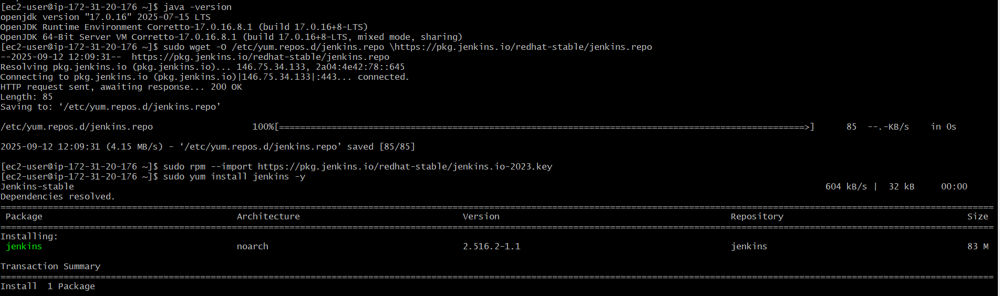 [ec2-user@ip-172-31-20-176 ~]$ java -version
openjdk version "17.0.16" 2025-07-15 LTS
OpenJDK Runtime Environment Corretto-17.0.16.8.1 (build 17.0.16+8-LTS)
OpenJDK 64-Bit Server VM Corretto-17.0.16.8.1 (build 17.0.16+8-LTS, mixed mode, sharing)
[ec2-user@ip-172-31-20-176 ~]$ sudo wget -O /etc/yum.repos.d/jenkins.repo \https://pkg.jenkins.io/redhat-stable/jenkins.repo
--2025-09-12 12:09:31--  https://pkg.jenkins.io/redhat-stable/jenkins.repo
Resolving pkg.jenkins.io (pkg.jenkins.io)... 146.75.34.133, 2a04:4e42:78::645
Connecting to pkg.jenkins.io (pkg.jenkins.io)|146.75.34.133|:443... connected.
HTTP request sent, awaiting response... 200 OK
Length: 85
Saving to: ‘/etc/yum.repos.d/jenkins.repo’
/etc/yum.repos.d/jenkins.repo 100%[====================================================================================================>] 85 --.-KB/s in 0s
2025-09-12 12:09:31 (4.15 MB/s) - ‘/etc/yum.repos.d/jenkins.repo’ saved [85/85]
[ec2-user@ip-172-31-20-176 ~]$ sudo rpm --import https://pkg.jenkins.io/redhat-stable/jenkins.io-2023.key
[ec2-user@ip-172-31-20-176 ~]$ sudo yum install jenkins -y
Jenkins-stable 604 kB/s | 32 kB 00:00
Dependencies resolved.
Package Architecture Version Repository Size
Installing:
jenkins noarch 2.516.2-1.1 jenkins 83 M
Transaction Summary
Install  1 Package